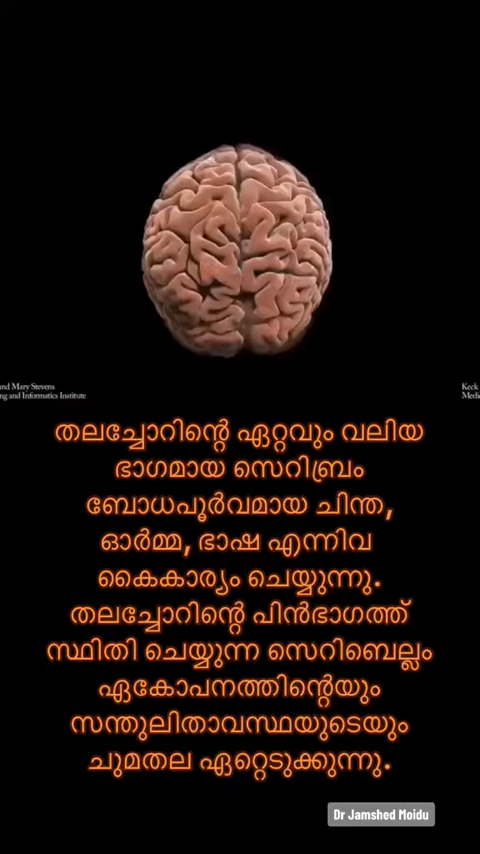 and Mary Stevens
ng and Informatics Institute
Keck
Medi
തലച്ചോറിന്റെ ഏറ്റവും വലിയ
ഭാഗമായ സെറിബ്രം
ബോധപൂർവമായ ചിന്ത,
ഓർമ്മ, ഭാഷ എന്നിവ
കൈകാര്യം ചെയ്യുന്നു.
തലച്ചോറിന്റെ പിൻഭാഗത്ത്
സ്ഥിതി ചെയ്യുന്ന സെറിബെല്ലം
ഏകോപനത്തിന്റെയും
സന്തുലിതാവസ്ഥയുടെയും
ചുമതല ഏറ്റെടുക്കുന്നു.
Dr Jamshed Moidu